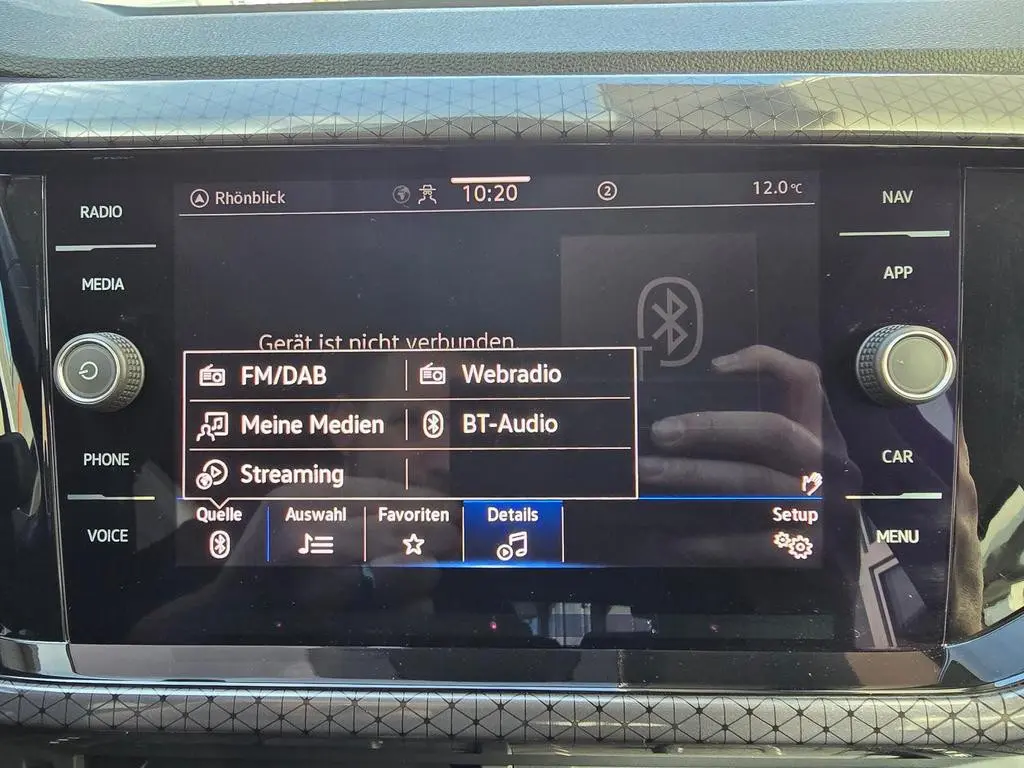 RADIO
MEDIA
PHONE
VOICE
Rhönblick
10:20
2
12.0°C
Gerät ist nicht verbunden.
FM/DAB
Webradio
Meine Medien
BT-Audio
Streaming
Quelle
Auswahl
Favoriten
Details
Setup
NAV
APP
CAR
MENU